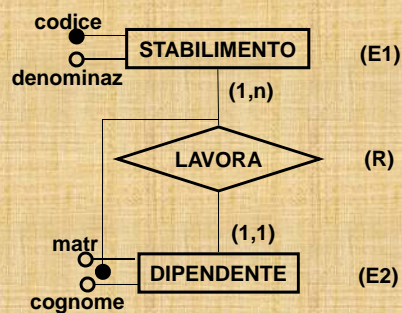 codice
STABILIMENTO
(E1)
denominaz
(1,n)
LAVORA
(R)
(1,1)
matr
DIPENDENTE
(E2)
cognome